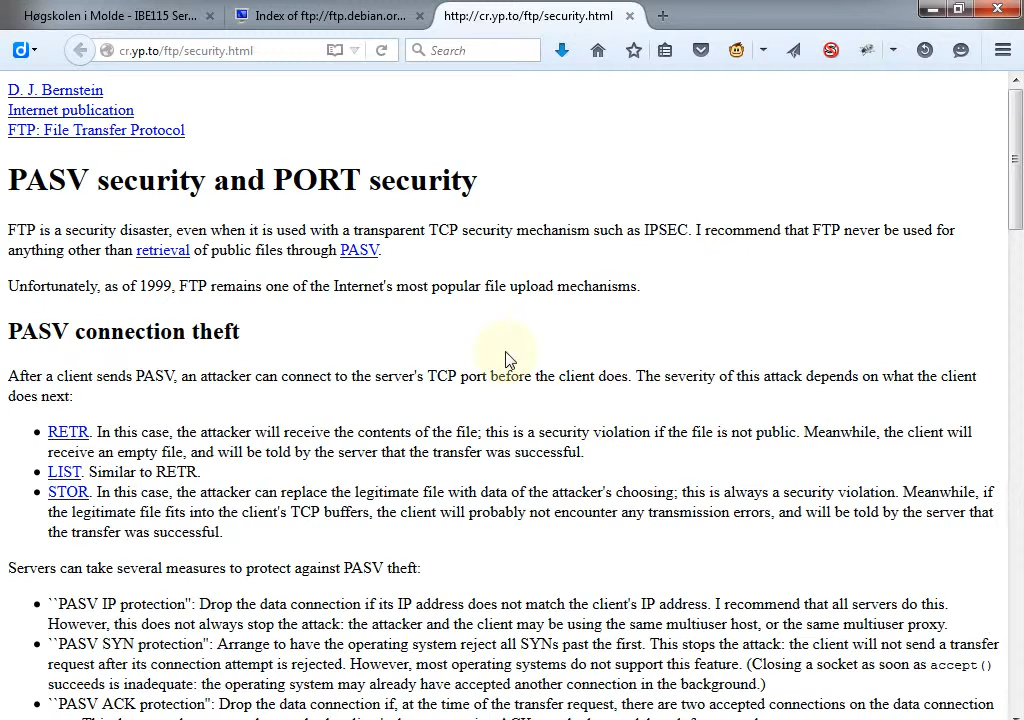 Høgskolen i Molde - IBE115 Ser...
Index of ftp://ftp.debian.or...
http://cr.yp.to/ftp/security.html
cr.yp.to/ftp/security.html
Search
D. J. Bernstein
Internet publication
FTP: File Transfer Protocol
PASV security and PORT security
FTP is a security disaster, even when it is used with a transparent TCP security mechanism such as IPSEC. I recommend that FTP never be used for
anything other than retrieval of public files through PASV.
Unfortunately, as of 1999, FTP remains one of the Internet's most popular file upload mechanisms.
PASV connection theft
After a client sends PASV, an attacker can connect to the server's TCP port before the client does. The severity of this attack depends on what the client
does next:
• RETR. In this case, the attacker will receive the contents of the file; this is a security violation if the file is not public. Meanwhile, the client will
receive an empty file, and will be told by the server that the transfer was successful.
• LIST. Similar to RETR.
• STOR. In this case, the attacker can replace the legitimate file with data of the attacker's choosing; this is always a security violation. Meanwhile, if
the legitimate file fits into the client's TCP buffers, the client will probably not encounter any transmission errors, and will be told by the server that
the transfer was successful.
Servers can take several measures to protect against PASV theft:
• ``PASV IP protection'': Drop the data connection if its IP address does not match the client's IP address. I recommend that all servers do this.
However, this does not always stop the attack: the attacker and the client may be using the same multiuser host, or the same multiuser proxy.
• ``PASV SYN protection'': Arrange to have the operating system reject all SYNs past the first. This stops the attack: the client will not send a transfer
request after its connection attempt is rejected. However, most operating systems do not support this feature. (Closing a socket as soon as accept()
succeeds is inadequate: the operating system may already have accepted another connection in the background.)
• ``PASV ACK protection'': Drop the data connection if, at the time of the transfer request, there are two accepted connections on the data connection